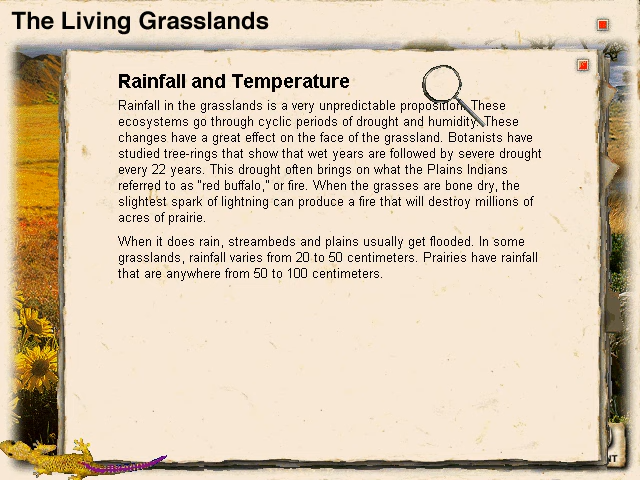 The Living Grasslands
Rainfall and Temperature
Rainfall in the grasslands is a very unpredictable proposition. These
ecosystems go through cyclic periods of drought and humidity. These
changes have a great effect on the face of the grassland. Botanists have
studied tree-rings that show that wet years are followed by severe drought
every 22 years. This drought often brings on what the Plains Indians
referred to as "red buffalo," or fire. When the grasses are bone dry, the
slightest spark of lightning can produce a fire that will destroy millions of
acres of prairie.
When it does rain, streambeds and plains usually get flooded. In some
grasslands, rainfall varies from 20 to 50 centimeters. Prairies have rainfall
that are anywhere from 50 to 100 centimeters.